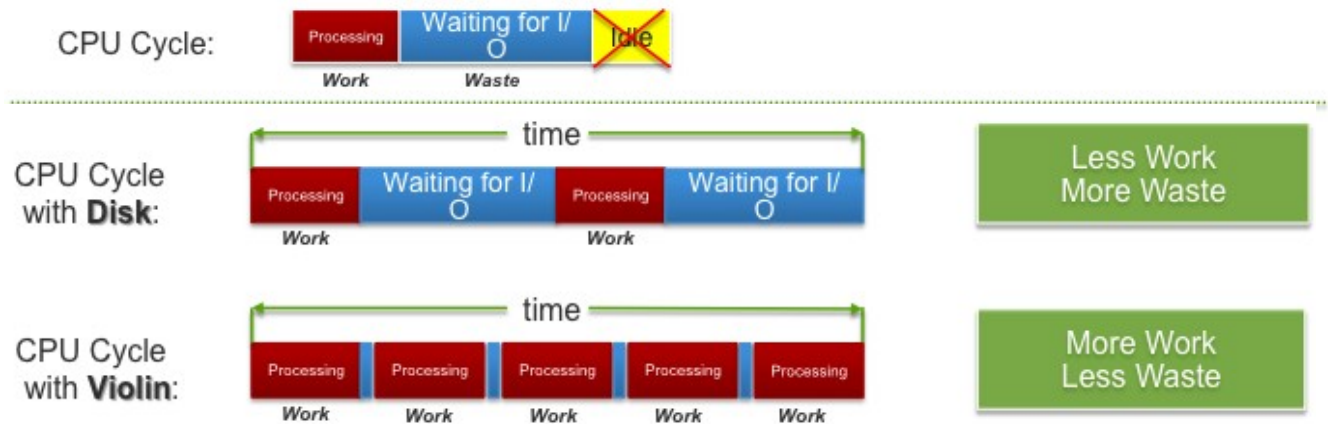 CPU Cycle:
Processing
Waiting for I/
O
Idle
Work
Waste
time
CPU Cycle
with Disk:
Processing
Waiting for I/
O
Processing
Waiting for I/
O
Work
Work
Less Work
More Waste
time
CPU Cycle
with Violin:
Processing
Processing
Processing
Processing
Processing
Work
Work
Work
Work
Work
More Work
Less Waste